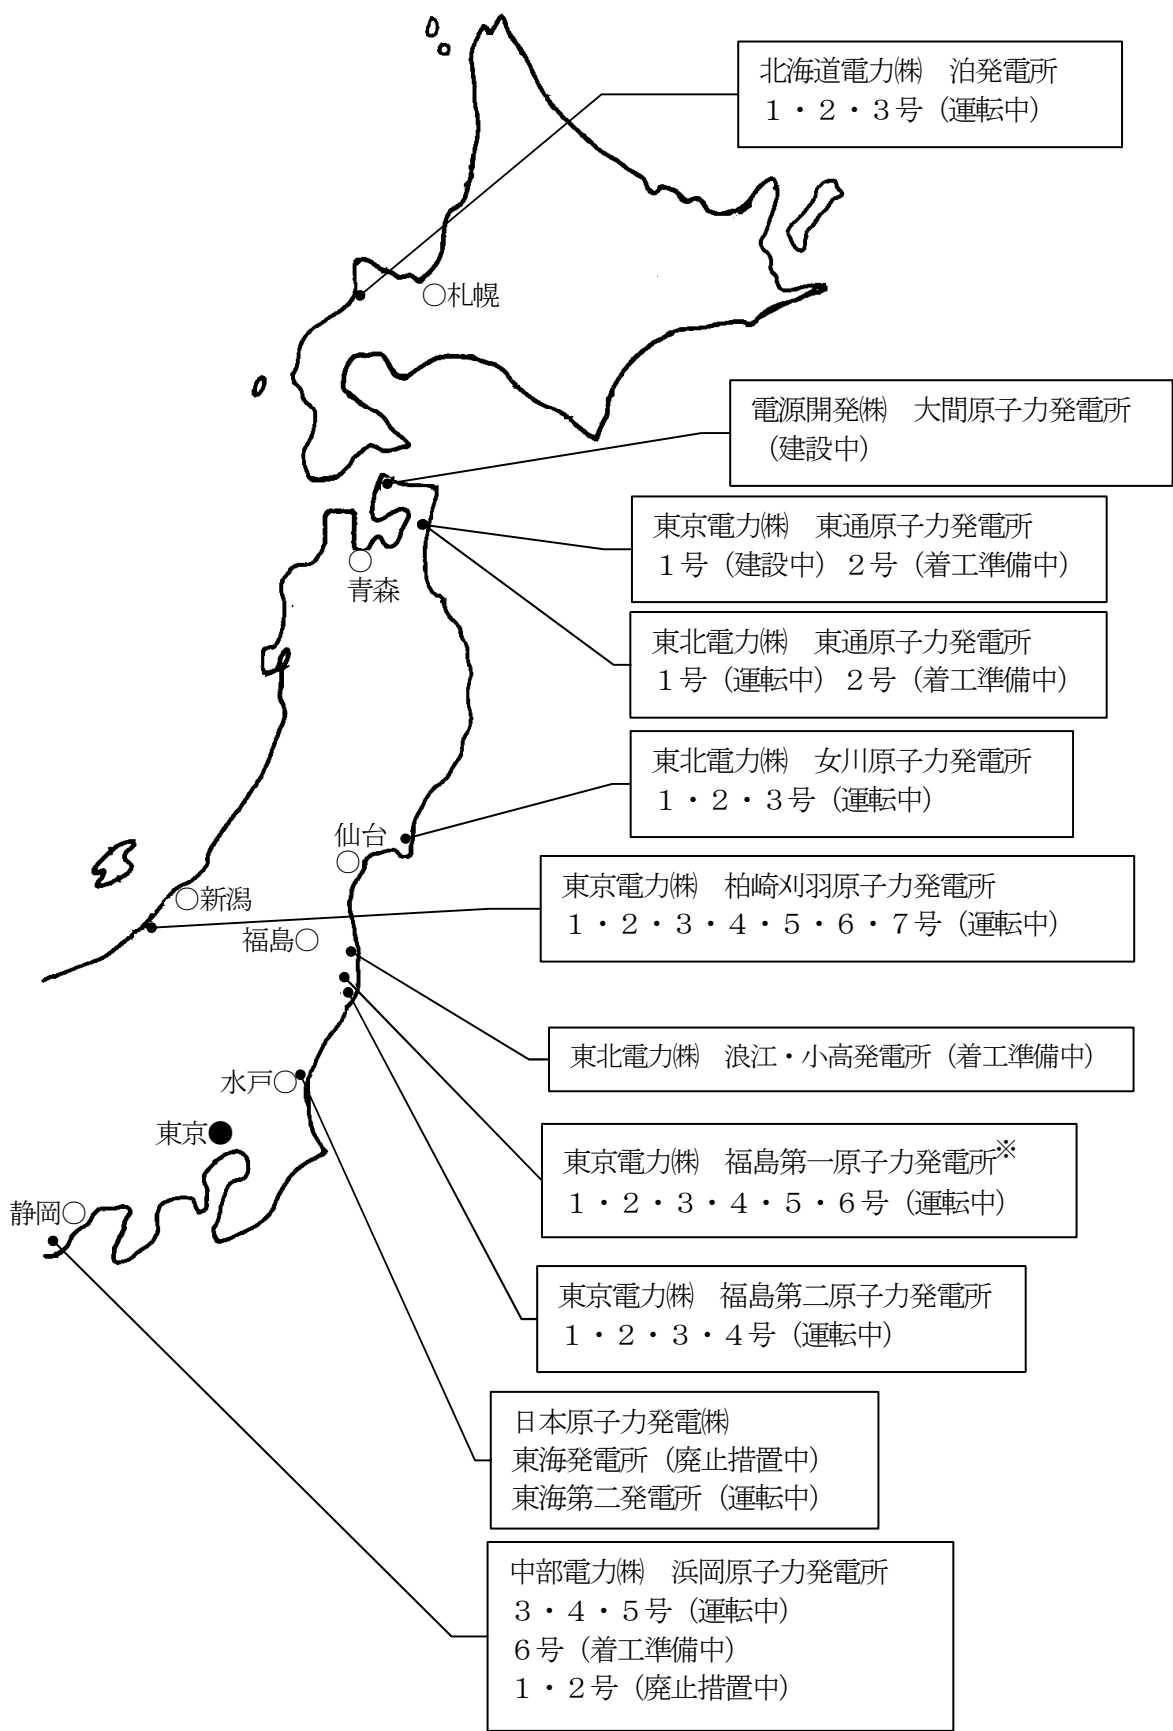 北海道電力㈱　泊発電所
１・２・３号（運転中）
○札幌
電源開発㈱　大間原子力発電所
（建設中）
東京電力㈱　東通原子力発電所
１号（建設中）２号（着工準備中）
青森
東北電力㈱　東通原子力発電所
１号（運転中）２号（着工準備中）
東北電力㈱　女川原子力発電所
１・２・３号（運転中）
仙台
○新潟
東京電力㈱　柏崎刈羽原子力発電所
１・２・３・４・５・６・７号（運転中）
福島○
東北電力㈱　浪江・小高発電所（着工準備中）
水戸○
東京●
東京電力㈱　福島第一原子力発電所※
１・２・３・４・５・６号（運転中）
静岡○
東京電力㈱　福島第二原子力発電所
１・２・３・４号（運転中）
日本原子力発電㈱
東海発電所（廃止措置中）
東海第二発電所（運転中）
中部電力㈱　浜岡原子力発電所
３・４・５号（運転中）
６号（着工準備中）
１・２号（廃止措置中）